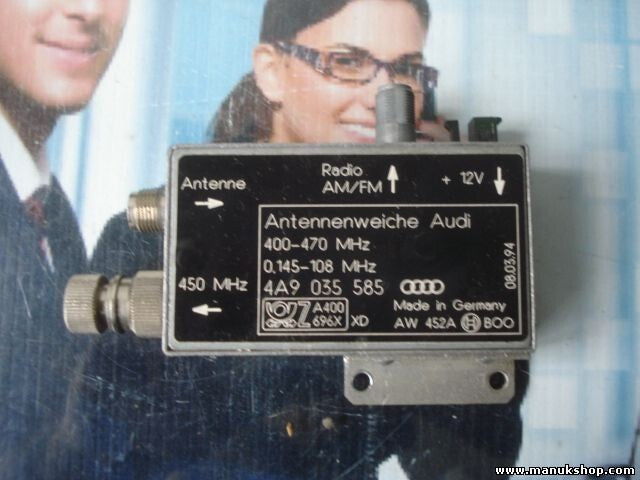 Antenne
Radio
AM/FM
+ 12V
Antennenweiche Audi
400-470 MHz
0.145-108 MHz
450 MHz
4A9 035 585
08.03.94
A400
696X
XD
Made in Germany
AW 452A
BOO
www.manukshop.com